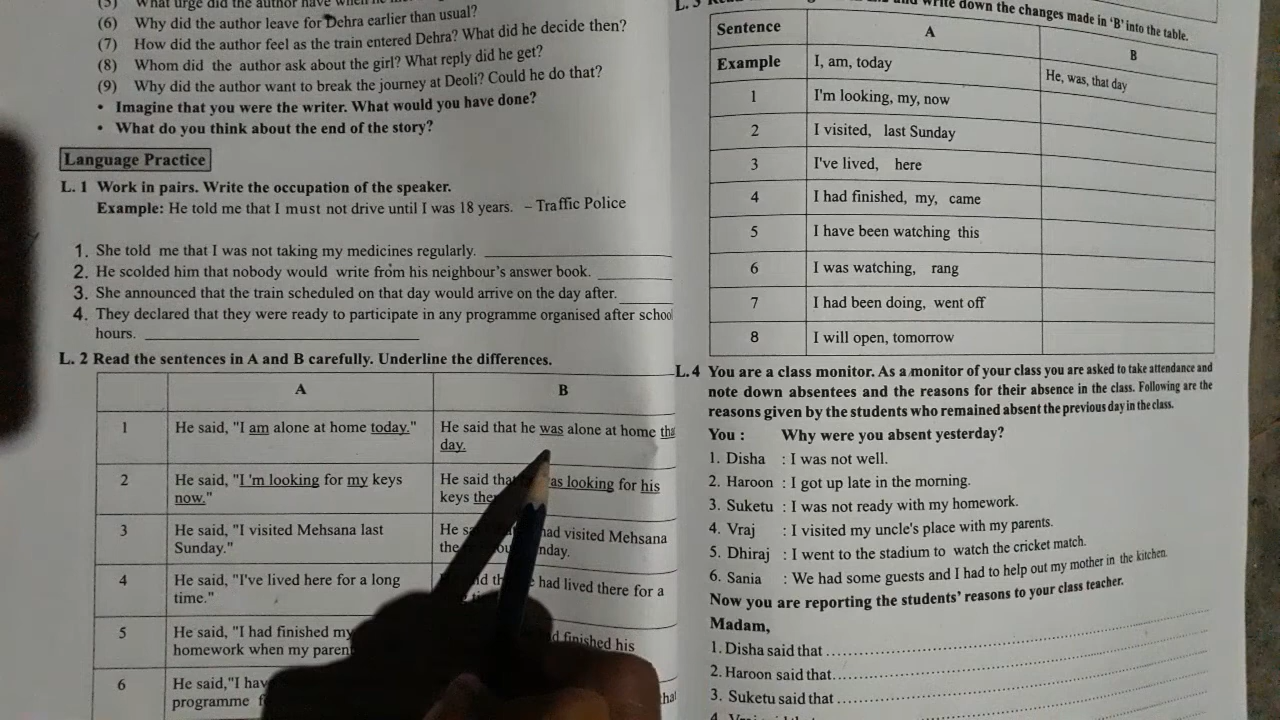 (5) What urge did the author have when he
(6) Why did the author leave for Dehra earlier than usual?
(7) How did the author feel as the train entered Dehra? What did he decide then?
(8) Whom did the author ask about the girl? What reply did he get?
(9) Why did the author want to break the journey at Deoli? Could he do that?
• Imagine that you were the writer. What would you have done?
• What do you think about the end of the story?
Language Practice
L. 1 Work in pairs. Write the occupation of the speaker.
Example: He told me that I must not drive until I was 18 years. – Traffic Police
1. She told me that I was not taking my medicines regularly.
2. He scolded him that nobody would write from his neighbour's answer book.
3. She announced that the train scheduled on that day would arrive on the day after.
4. They declared that they were ready to participate in any programme organised after school
hours.
L. 2 Read the sentences in A and B carefully. Underline the differences.
A B
1 He said, "I am alone at home today." He said that he was alone at home tha
day.
2 He said, "I 'm looking for my keys now." He said that as looking for his
keys the
3 He said, "I visited Mehsana last Sunday." He had visited Mehsana
the nday.
4 He said, "I've lived here for a long time." had lived there for a
5 He said, "I had finished my finished his
homework when my paren
6 He said,"I hav
programme f
L. 3 and write down the changes made in 'B' into the table.
Sentence A B
Example I, am, today He, was, that day
1 I'm looking, my, now
2 I visited, last Sunday
3 I've lived, here
4 I had finished, my, came
5 I have been watching this
6 I was watching, rang
7 I had been doing, went off
8 I will open, tomorrow
L. 4 You are a class monitor. As a monitor of your class you are asked to take attendance and
note down absentees and the reasons for their absence in the class. Following are the
reasons given by the students who remained absent the previous day in the class.
You : Why were you absent yesterday?
1. Disha : I was not well.
2. Haroon : I got up late in the morning.
3. Suketu : I was not ready with my homework.
4. Vraj : I visited my uncle's place with my parents.
5. Dhiraj : I went to the stadium to watch the cricket match.
6. Sania : We had some guests and I had to help out my mother in the kitchen.
Now you are reporting the students' reasons to your class teacher.
Madam,
1. Disha said that
2. Haroon said that
3. Suketu said that